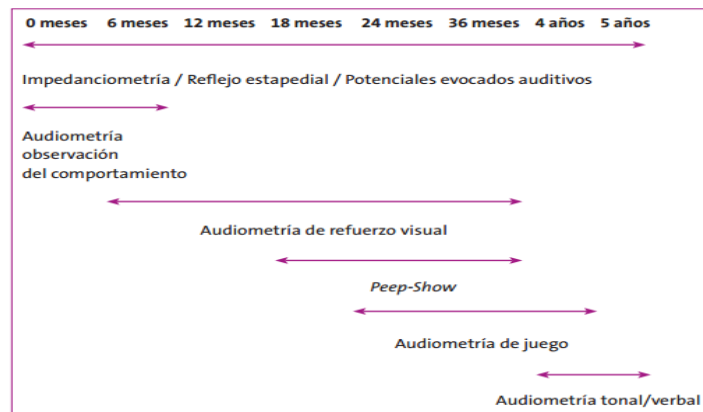 0 meses 6 meses 12 meses 18 meses 24 meses 36 meses 4 años 5 años
Impedanciometría / Reflejo estapedial / Potenciales evocados auditivos
Audiometría
observación
del comportamiento
Audiometría de refuerzo visual
Peep-Show
Audiometría de juego
Audiometría tonal/verbal